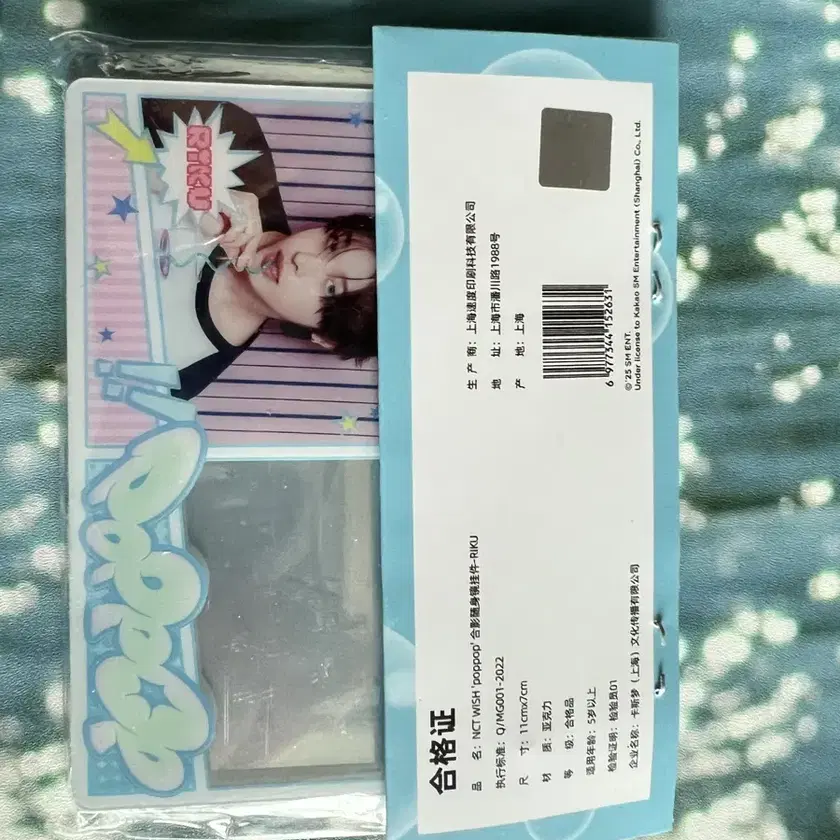 RIKU
poppop!!
合格证
品 名: NCT WISH 'poppop' 合影随身镜挂件-RIKU
执行标准: Q/MG001-2022
尺 寸: 11cmx7cm
材 质: 亚克力
等 级: 合格品
适用年龄: 5岁以上
检验证明: 检验员01
企业名称: 卡斯梦（上海）文化传播有限公司
生 产 商: 上海速度印刷科技有限公司
地 址: 上海市潘川路1988号
产 地: 上海
6 977344 152631
©'25 SM ENT.
Under license to Kakao SM Entertainment (Shanghai) Co., Ltd.